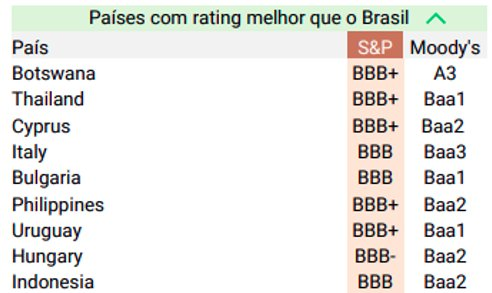 Países com rating melhor que o Brasil
País S&P Moody's
Botswana BBB+ A3
Thailand BBB+ Baa1
Cyprus BBB+ Baa2
Italy BBB Baa3
Bulgaria BBB Baa1
Philippines BBB+ Baa2
Uruguay BBB+ Baa1
Hungary BBB- Baa2
Indonesia BBB Baa2